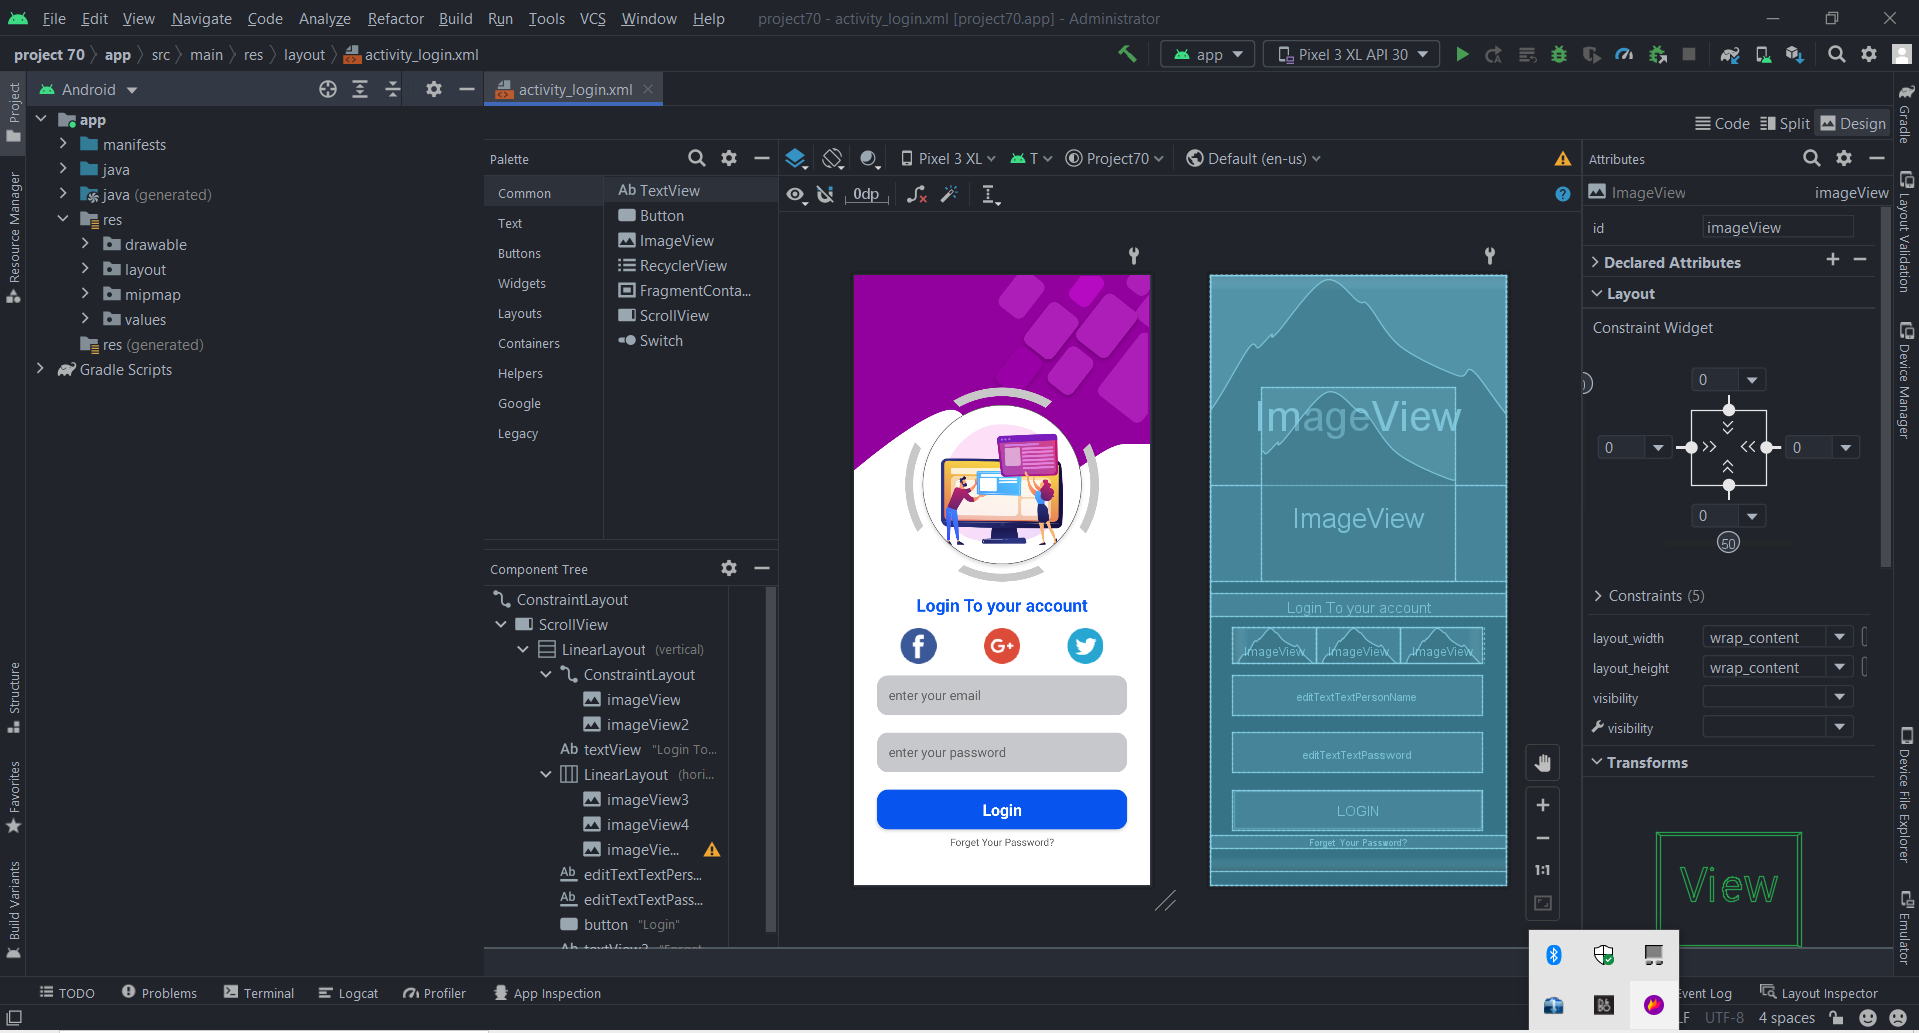 File Edit View Navigate Code Analyze Refactor Build Run Tools VCS Window Help project70 - activity_login.xml [project70.app] - Administrator
project 70 app src main res layout activity_login.xml
app Pixel 3 XL API 30
Project
Resource Manager
Structure
Favorites
Build Variants
Android
app
manifests
java
java (generated)
res
drawable
layout
mipmap
values
res (generated)
Gradle Scripts
activity_login.xml
Code Split Design
Palette
Common
Text
Buttons
Widgets
Layouts
Containers
Helpers
Google
Legacy
Ab TextView
Button
ImageView
RecyclerView
FragmentConta...
ScrollView
Switch
Pixel 3 XL T Project70 Default (en-us)
0dp
Component Tree
ConstraintLayout
ScrollView
LinearLayout (vertical)
ConstraintLayout
imageView
imageView2
Ab textView "Login To...
LinearLayout (hori...
imageView3
imageView4
imageVie...
Ab editTextTextPers...
Ab editTextTextPass...
button "Login"
Login To your account
f G+
enter your email
enter your password
Login
Forget Your Password?
ImageView
ImageView
Login To your account
ImageView ImageView ImageView
editTextTextPersonName
editTextTextPassword
LOGIN
Forget Your Password?
1:1
Attributes
ImageView imageView
id imageView
Declared Attributes
Layout
Constraint Widget
0
0 0
0
50
Constraints (5)
layout_width wrap_content
layout_height wrap_content
visibility
visibility
Transforms
View
Gradle
Layout Validation
Device Manager
Device File Explorer
Emulator
TODO Problems Terminal Logcat Profiler App Inspection
Event Log Layout Inspector
LF UTF-8 4 spaces